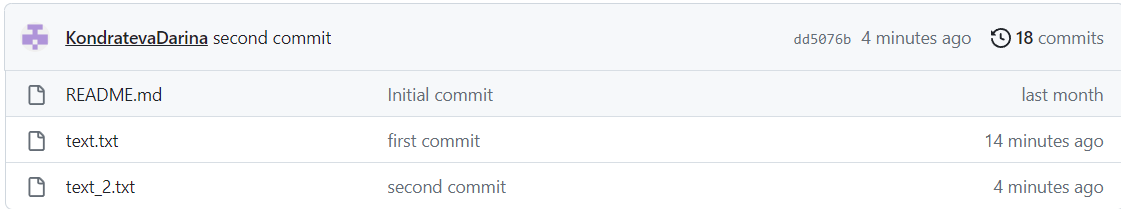 KondratevaDarina second commit dd5076b 4 minutes ago 18 commits
README.md Initial commit last month
text.txt first commit 14 minutes ago
text_2.txt second commit 4 minutes ago